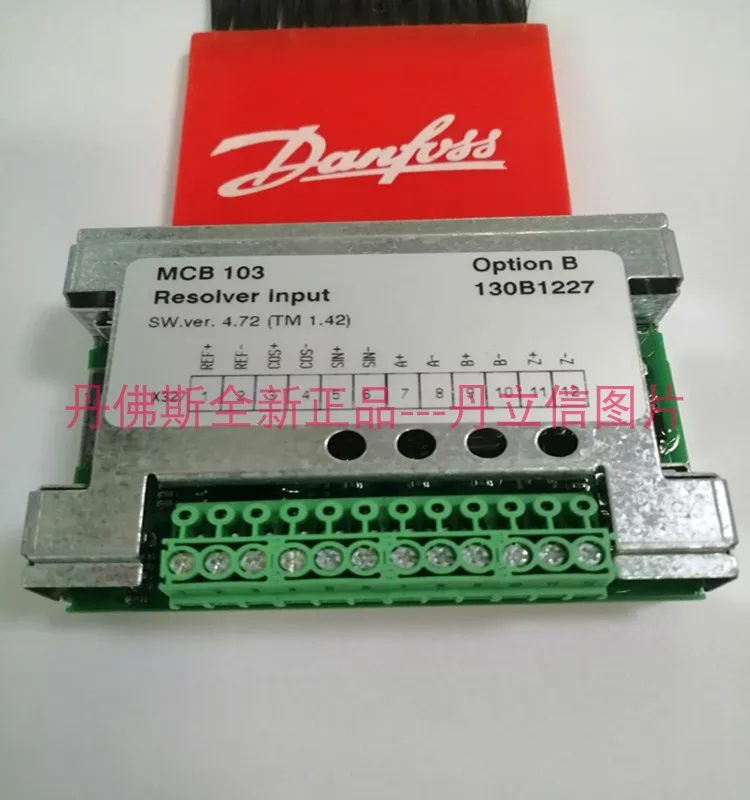 Danfoss
MCB 103 Option B
Resolver input 130B1227
SW.ver. 4.72 (TM 1.42)
REF+ REF- COS+ COS- SIN+ SIN- A+ A- B+ B- Z+ Z-
X32 1 2 3 4 5 6 7 8 9 10 11 12
丹佛斯全新正品---丹立信图片